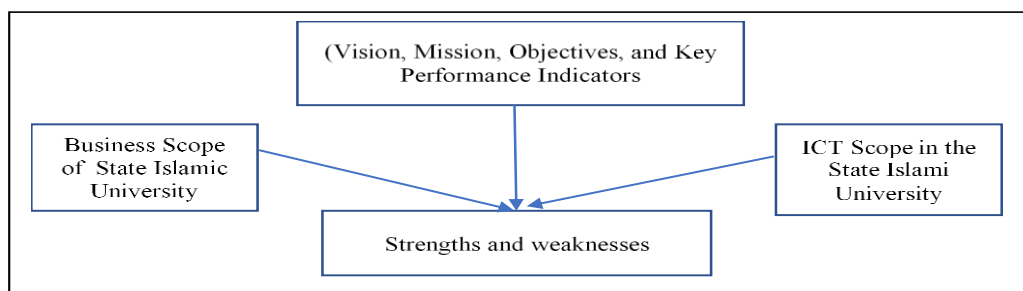 (Vision, Mission, Objectives, and Key
Performance Indicators
Business Scope
of State Islamic
University
ICT Scope in the
State Islami
University
Strengths and weaknesses